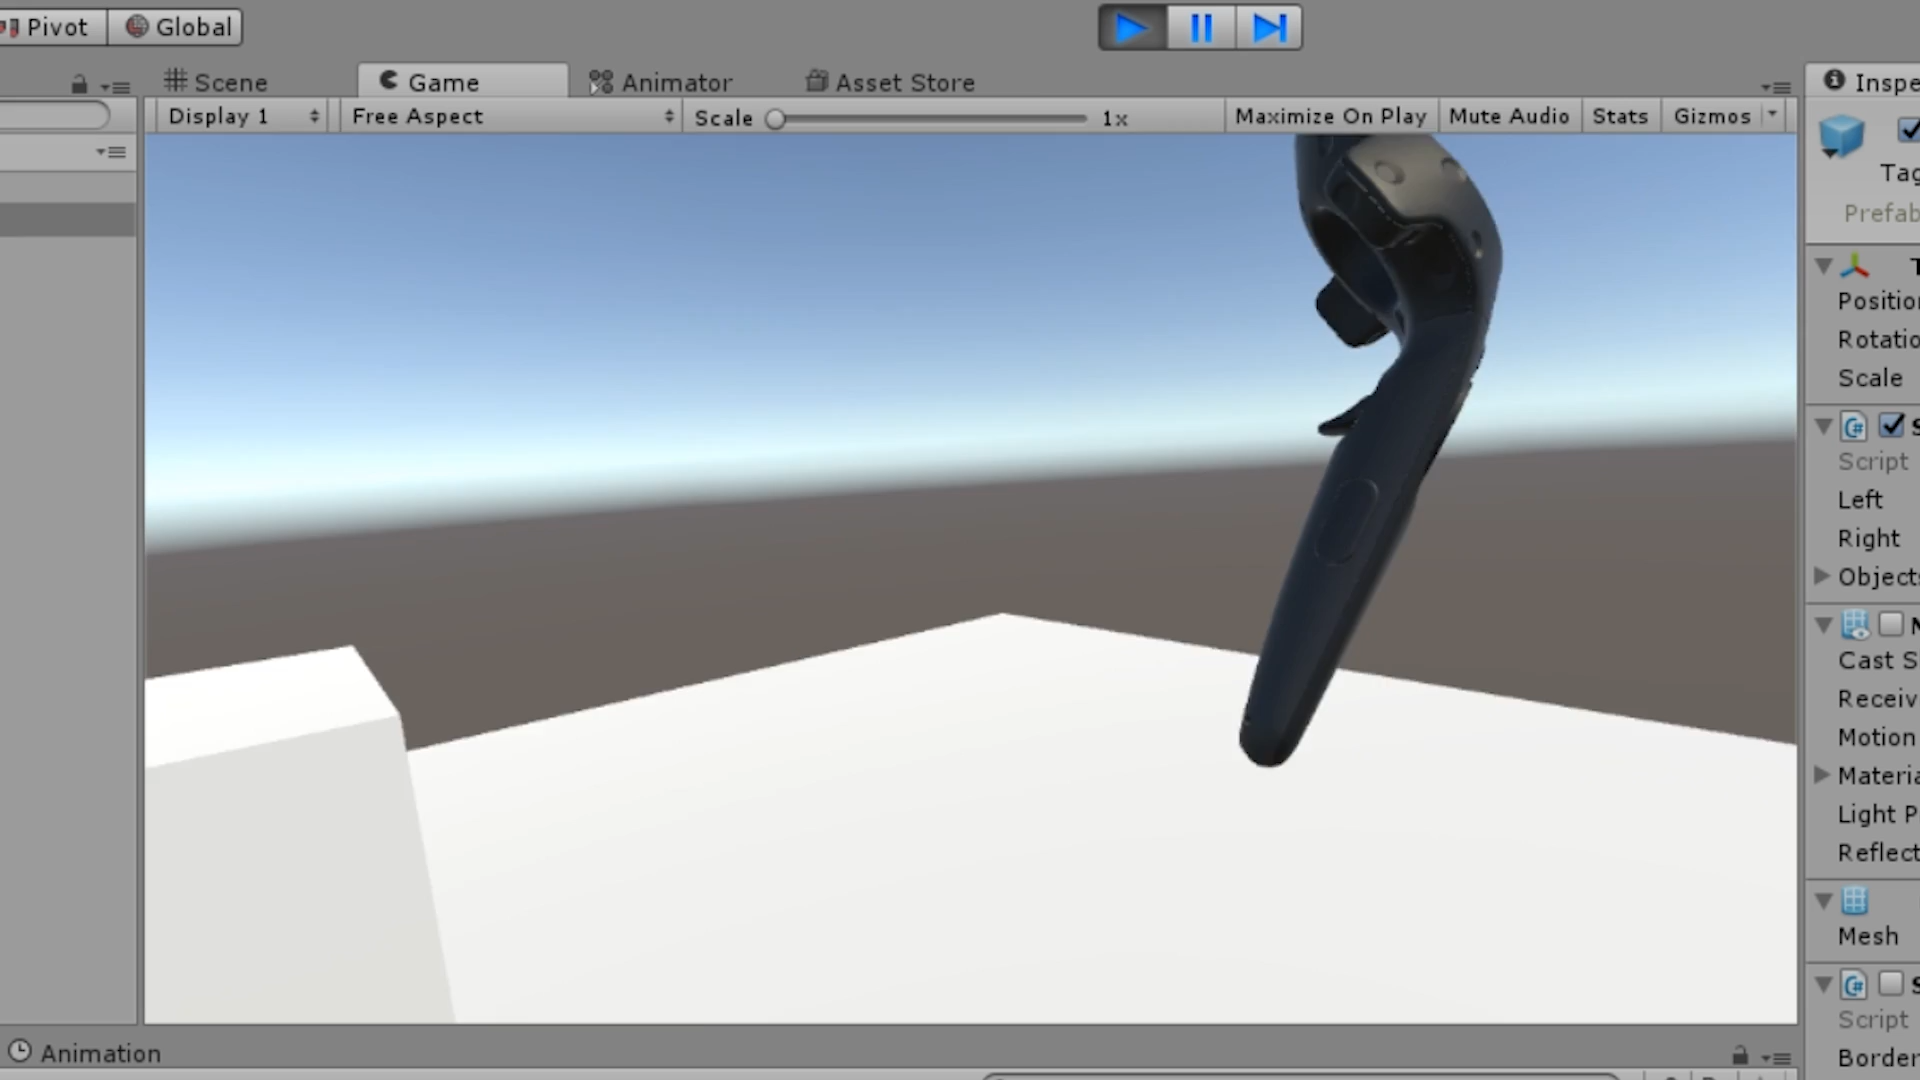 Pivot Global
Scene Game Animator Asset Store
Display 1 Free Aspect Scale 1x Maximize On Play Mute Audio Stats Gizmos
Inspe
Tag
Prefab
T
Position
Rotatio
Scale
S
Script
Left
Right
Objects
N
Cast S
Receiv
Motion
Materia
Light P
Reflect
Mesh
S
Script
Border
Animation